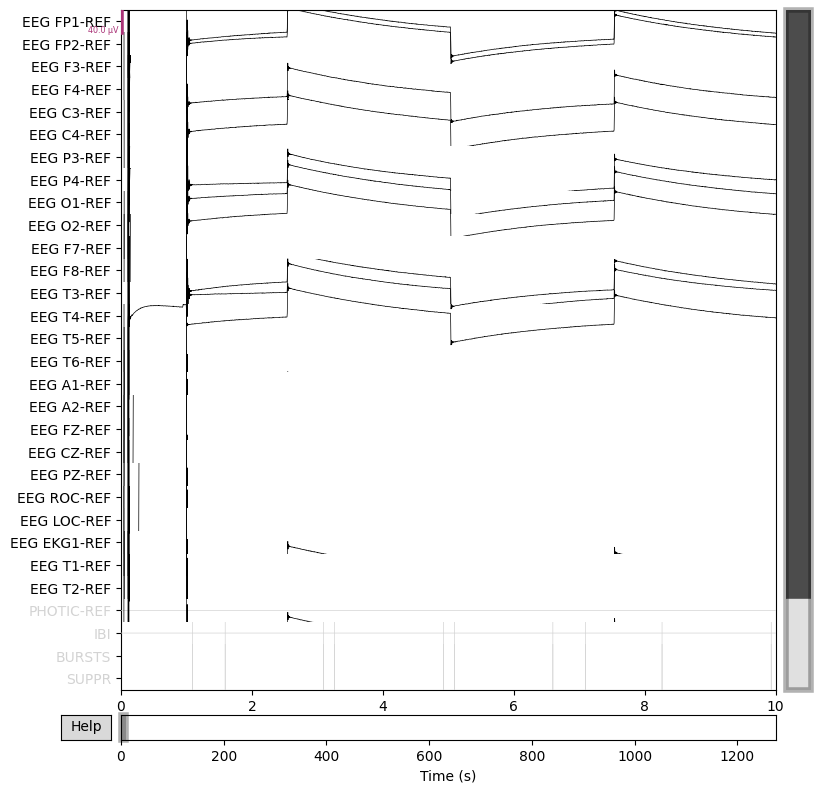 EEG FP1-REF
40.0 µV
EEG FP2-REF
EEG F3-REF
EEG F4-REF
EEG C3-REF
EEG C4-REF
EEG P3-REF
EEG P4-REF
EEG O1-REF
EEG O2-REF
EEG F7-REF
EEG F8-REF
EEG T3-REF
EEG T4-REF
EEG T5-REF
EEG T6-REF
EEG A1-REF
EEG A2-REF
EEG FZ-REF
EEG CZ-REF
EEG PZ-REF
EEG ROC-REF
EEG LOC-REF
EEG EKG1-REF
EEG T1-REF
EEG T2-REF
PHOTIC-REF
IBI
BURSTS
SUPPR
0 2 4 6 8 10
Help
0 200 400 600 800 1000 1200
Time (s)